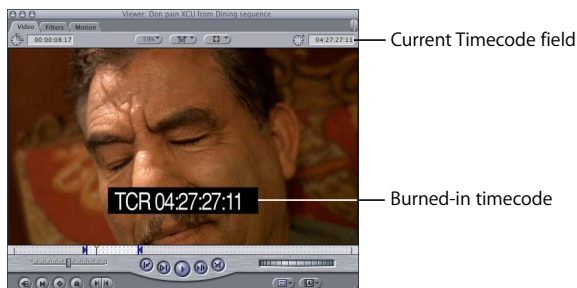 Viewer: Don pain XCU from Dining sequence
Video Filters Motion
00:00:08:17 59% 04:27:27:11
Current Timecode field
TCR 04:27:27:11
Burned-in timecode